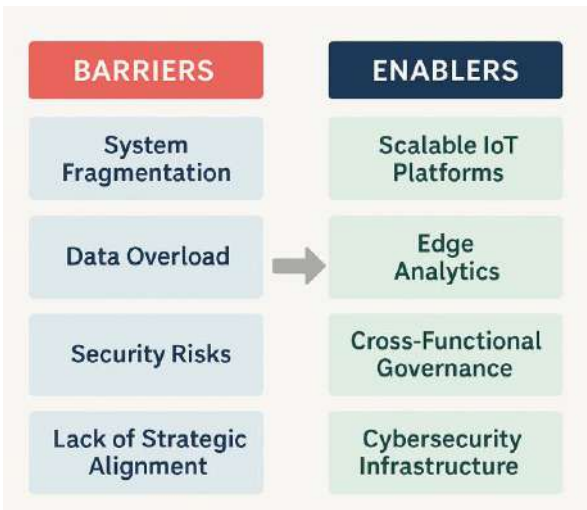 BARRIERS
System
Fragmentation
Data Overload
Security Risks
Lack of Strategic
Alignment
ENABLERS
Scalable IoT
Platforms
Edge
Analytics
Cross-Functional
Governance
Cybersecurity
Infrastructure